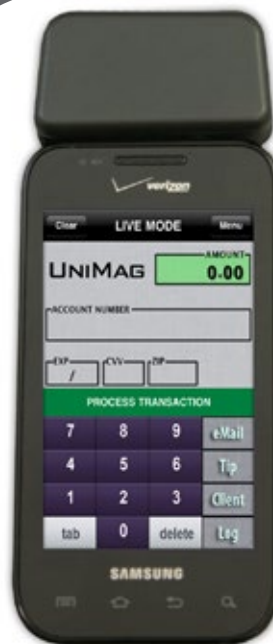 verizon
Clear LIVE MODE Menu
AMOUNT
UNIMAG 0.00
ACCOUNT NUMBER
EXP CVV ZIP
/
PROCESS TRANSACTION
7 8 9 eMail
4 5 6 Tip
1 2 3 Client
tab 0 delete Log
SAMSUNG